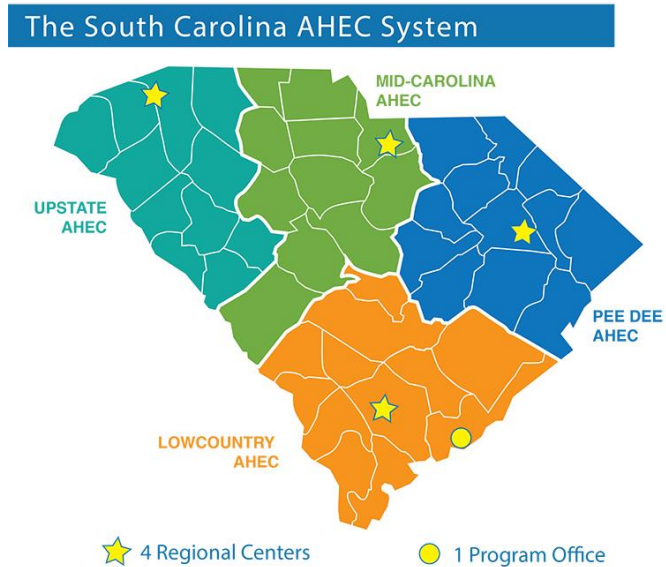 The South Carolina AHEC System
MID-CAROLINA
AHEC
UPSTATE
AHEC
PEE DEE
AHEC
LOWCOUNTRY
AHEC
4 Regional Centers
1 Program Office